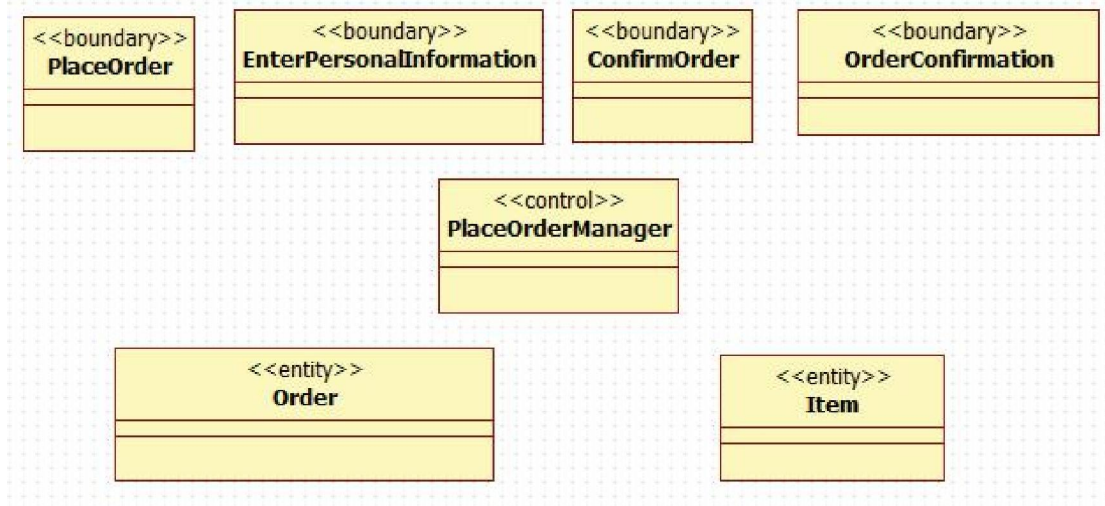 <<boundary>>
PlaceOrder
<<boundary>>
EnterPersonalInformation
<<boundary>>
ConfirmOrder
<<boundary>>
OrderConfirmation
<<control>>
PlaceOrderManager
<<entity>>
Order
<<entity>>
Item